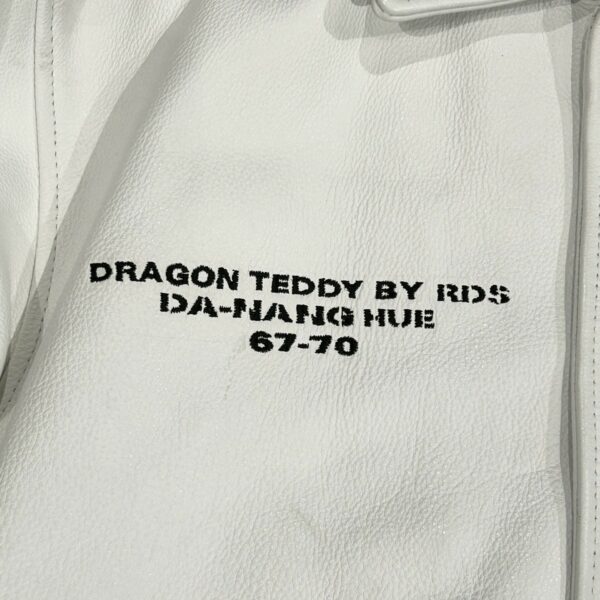 DRAGON TEDDY BY RDS
DA-NANG HUE
67-70